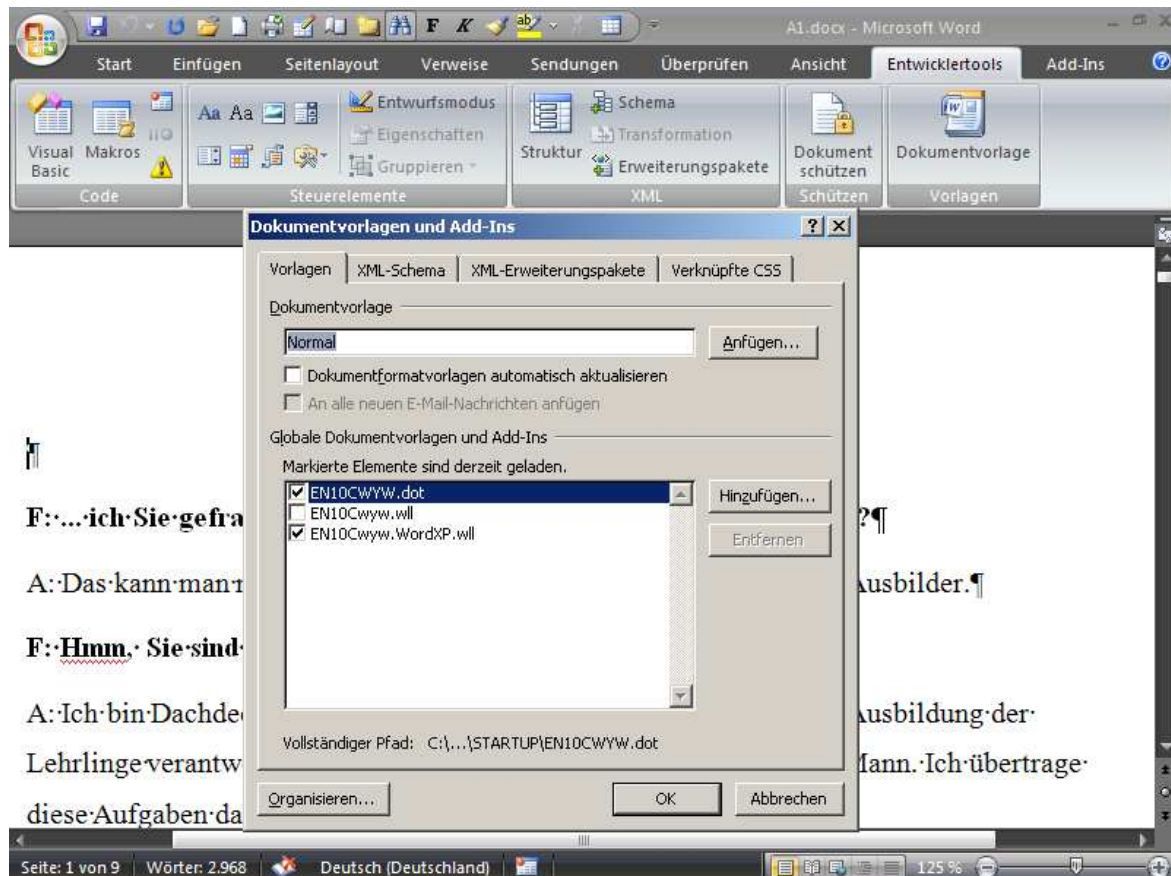 A1.docx - Microsoft Word
F K ab
Start Einfügen Seitenlayout Verweise Sendungen Überprüfen Ansicht Entwicklertools Add-Ins
Visual Basic
Makros
Code
Aa Aa
Entwurfsmodus
Eigenschaften
Gruppieren
Steuerelemente
Struktur
Schema
Transformation
Erweiterungspakete
XML
Dokument schützen
Schützen
Dokumentvorlage
Vorlagen
Dokumentvorlagen und Add-Ins
Vorlagen XML-Schema XML-Erweiterungspakete Verknüpfte CSS
Dokumentvorlage
Normal
Anfügen...
Dokumentformatvorlagen automatisch aktualisieren
An alle neuen E-Mail-Nachrichten anfügen
Globale Dokumentvorlagen und Add-Ins
Markierte Elemente sind derzeit geladen.
EN10CWYW.dot
EN10Cwyw.wll
EN10Cwyw.WordXP.wll
Hinzufügen...
Entfernen
Vollständiger Pfad: C:\...\STARTUP\EN10CWYW.dot
Organisieren... OK Abbrechen
¶
F:·...·ich·Sie·gefra ?¶
A:·Das·kann·man· Ausbilder.¶
F:·Hmm,· Sie·sind·
A:·Ich·bin·Dachde Ausbildung·der·
Lehrlinge·verantw Mann.·Ich·übertrage·
diese·Aufgaben·da
Seite: 1 von 9 Wörter: 2.968 Deutsch (Deutschland) 125 %